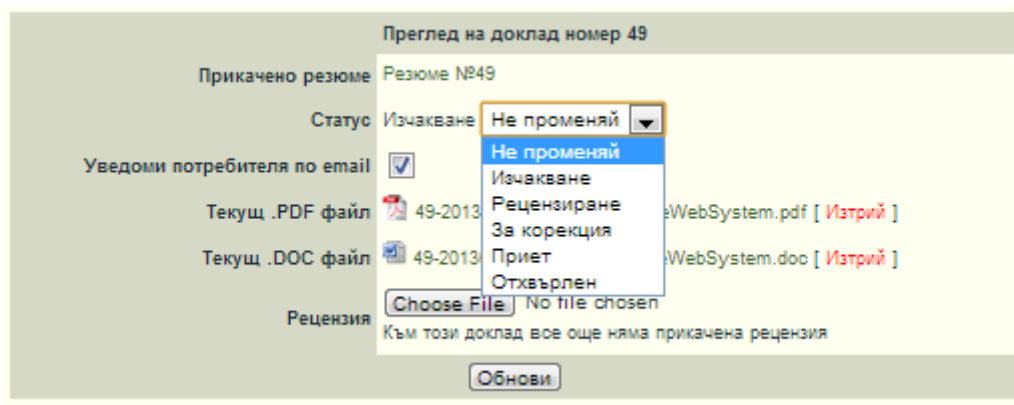 Преглед на доклад номер 49
Прикачено резюме Резюме №49
Статус Изчакване Не променяй
Не променяй
Уведоми потребителя по email
Изчакване
Текущ .PDF файл 49-2013 Рецензиране eWebSystem.pdf [ Изтрий ]
За корекция
Текущ .DOC файл 49-2013 Приет WebSystem.doc [ Изтрий ]
Отхвърлен
Рецензия Choose File No file chosen
Към този доклад все още няма прикачена рецензия
Обнови